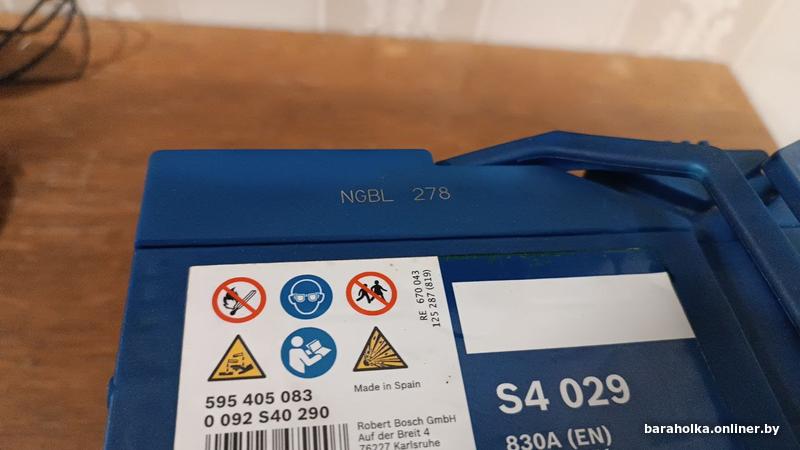 NGBL 278
RE 670 043
125 287 (819)
Made in Spain
595 405 083
0 092 S40 290
Robert Bosch GmbH
Auf der Breit 4
76227 Karlsruhe
S4 029
830A (EN)
baraholka.onliner.by